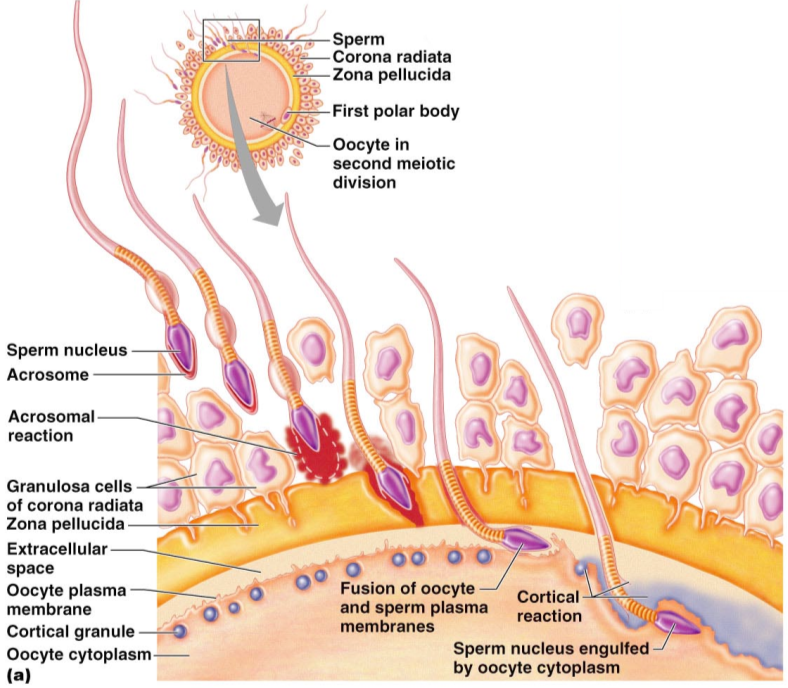 Sperm
Corona radiata
Zona pellucida
First polar body
Oocyte in
second meiotic
division
Sperm nucleus
Acrosome
Acrosomal
reaction
Granulosa cells
of corona radiata
Zona pellucida
Extracellular
space
Oocyte plasma
membrane
Cortical granule
Oocyte cytoplasm
Fusion of oocyte
and sperm plasma
membranes
Cortical
reaction
Sperm nucleus engulfed
by oocyte cytoplasm
(a)